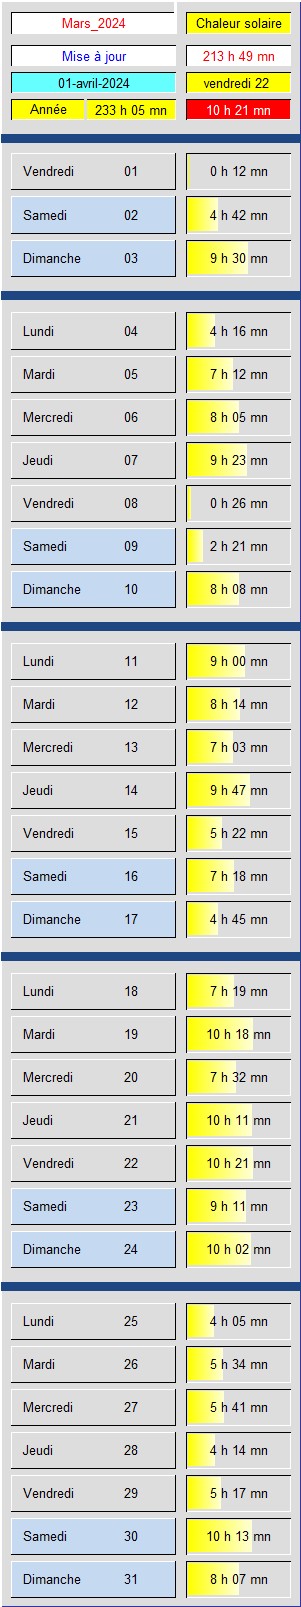 Mars_2024 Chaleur solaire
Mise à jour 213 h 49 mn
01-avril-2024 vendredi 22
Année 233 h 05 mn 10 h 21 mn
Vendredi 01 0 h 12 mn
Samedi 02 4 h 42 mn
Dimanche 03 9 h 30 mn
Lundi 04 4 h 16 mn
Mardi 05 7 h 12 mn
Mercredi 06 8 h 05 mn
Jeudi 07 9 h 23 mn
Vendredi 08 0 h 26 mn
Samedi 09 2 h 21 mn
Dimanche 10 8 h 08 mn
Lundi 11 9 h 00 mn
Mardi 12 8 h 14 mn
Mercredi 13 7 h 03 mn
Jeudi 14 9 h 47 mn
Vendredi 15 5 h 22 mn
Samedi 16 7 h 18 mn
Dimanche 17 4 h 45 mn
Lundi 18 7 h 19 mn
Mardi 19 10 h 18 mn
Mercredi 20 7 h 32 mn
Jeudi 21 10 h 11 mn
Vendredi 22 10 h 21 mn
Samedi 23 9 h 11 mn
Dimanche 24 10 h 02 mn
Lundi 25 4 h 05 mn
Mardi 26 5 h 34 mn
Mercredi 27 5 h 41 mn
Jeudi 28 4 h 14 mn
Vendredi 29 5 h 17 mn
Samedi 30 10 h 13 mn
Dimanche 31 8 h 07 mn